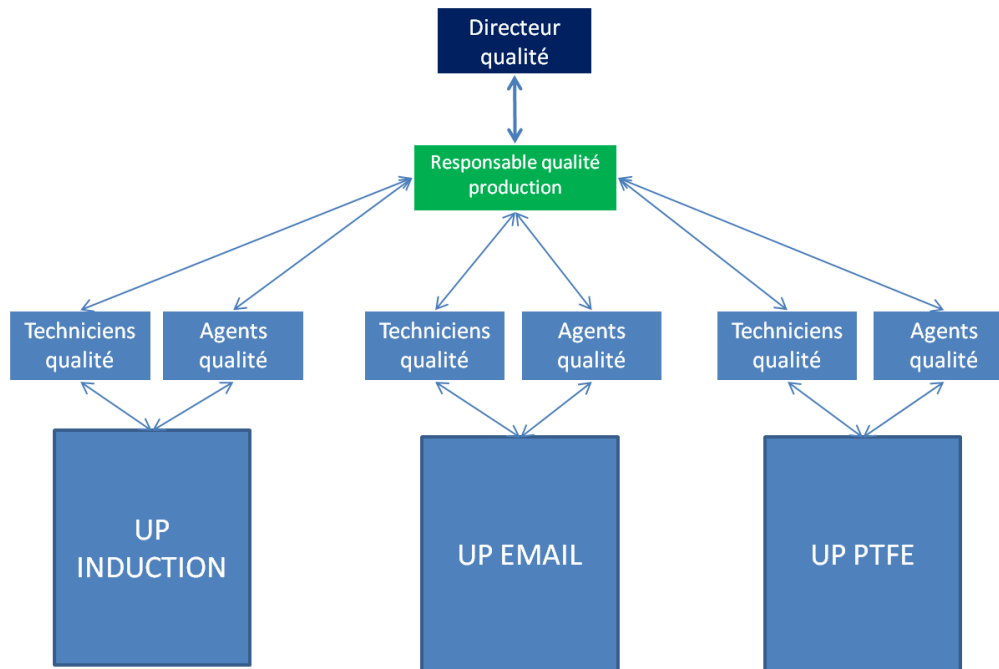 Directeur
qualité
Responsable qualité
production
Techniciens
qualité
Agents
qualité
Techniciens
qualité
Agents
qualité
Techniciens
qualité
Agents
qualité
UP
INDUCTION
UP EMAIL
UP PTFE